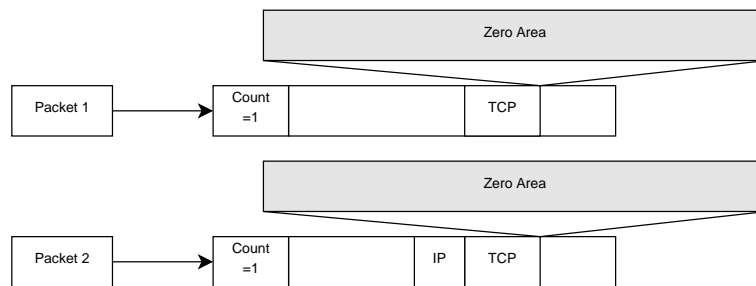 Zero Area
Packet 1
Count
=1
TCP
Zero Area
Packet 2
Count
=1
IP
TCP